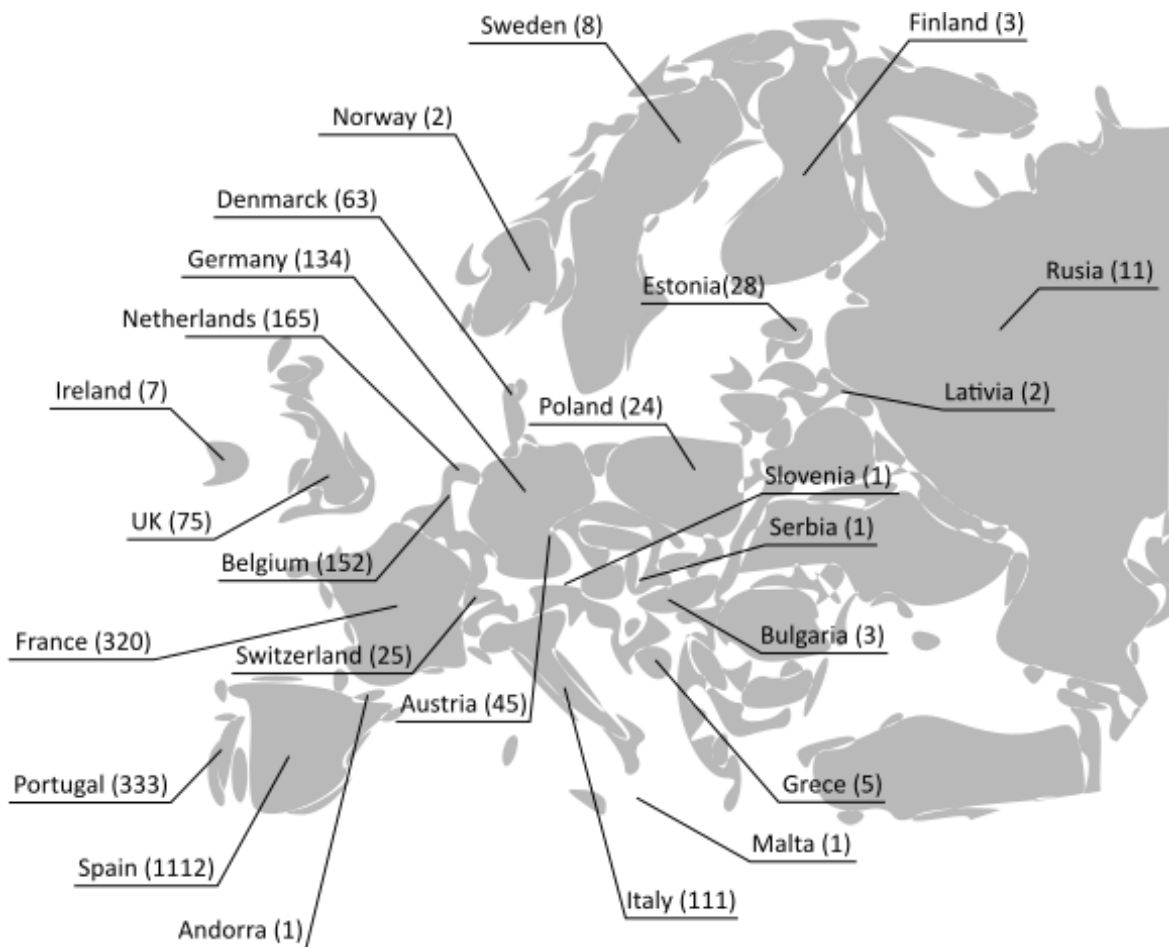 Sweden (8)
Finland (3)
Norway (2)
Denmarck (63)
Germany (134)
Rusia (11)
Estonia(28)
Netherlands (165)
Ireland (7)
Lativia (2)
Poland (24)
Slovenia (1)
UK (75)
Serbia (1)
Belgium (152)
France (320)
Bulgaria (3)
Switzerland (25)
Austria (45)
Portugal (333)
Grece (5)
Malta (1)
Spain (1112)
Italy (111)
Andorra (1)